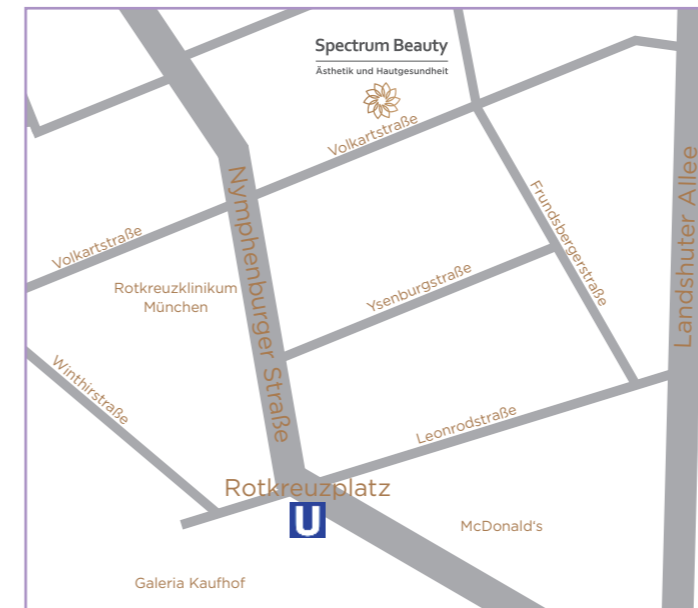 Spectrum Beauty
Ästhetik und Hautgesundheit
Volkartstraße
Landshuter Allee
Nymphenburger Straße
Frundsbergerstraße
Volkartstraße
Rotkreuzklinikum
München
Ysenburgstraße
Winthirstraße
Leonrodstraße
Rotkreuzplatz
U
McDonald's
Galeria Kaufhof